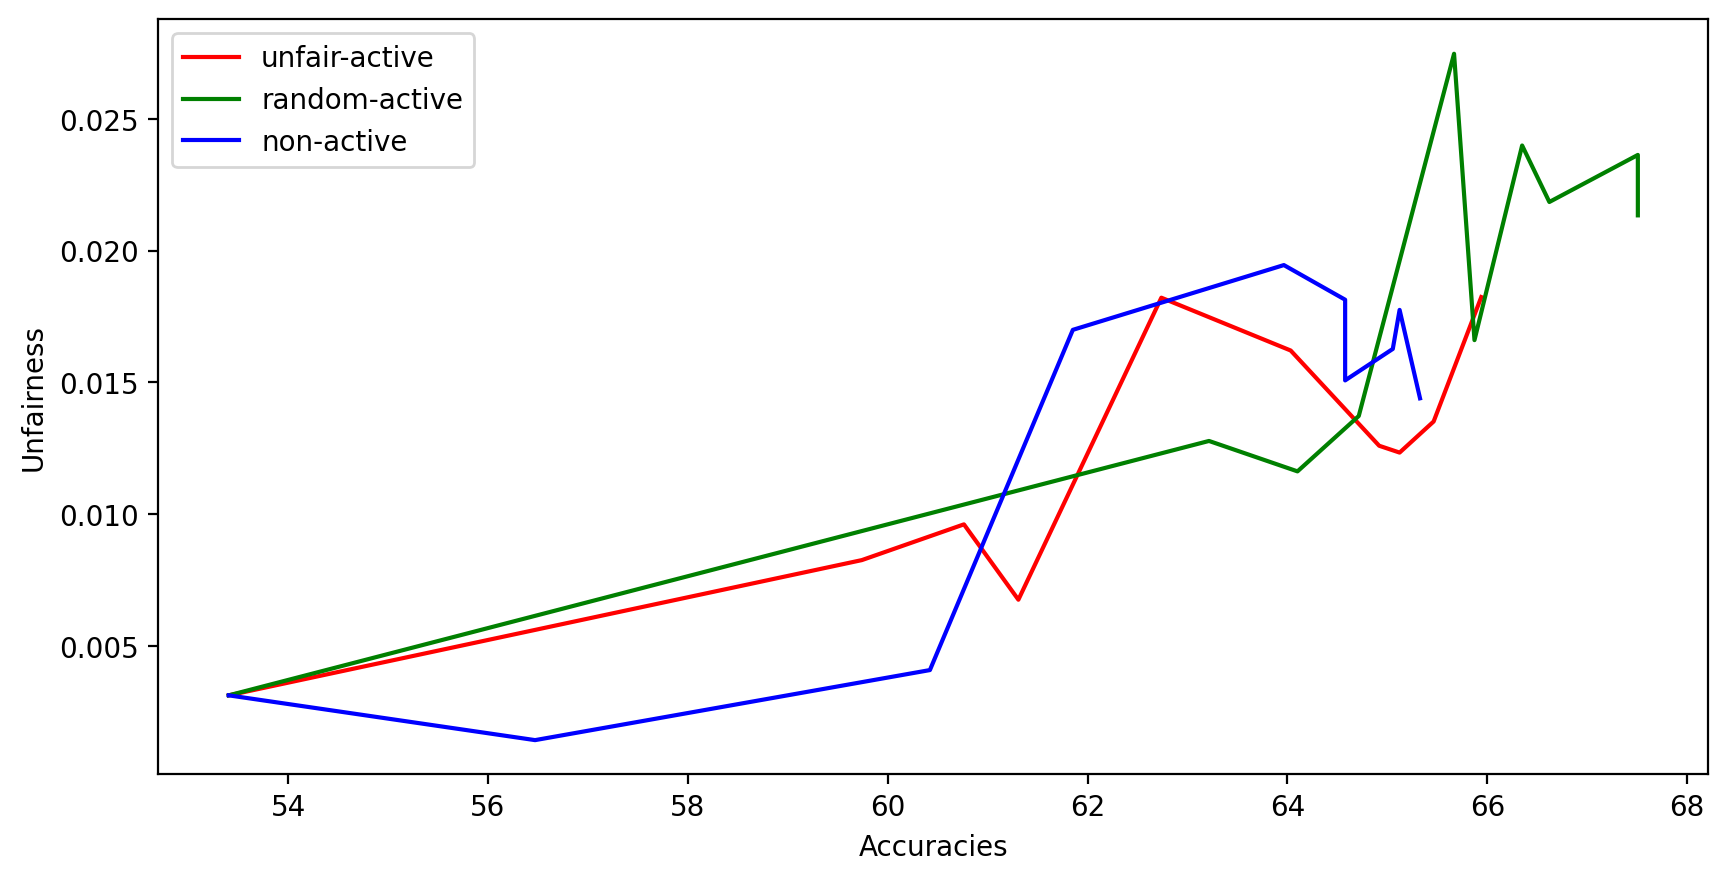 unfair-active
random-active
non-active
0.025
0.020
0.015
0.010
0.005
Unfairness
54 56 58 60 62 64 66 68
Accuracies